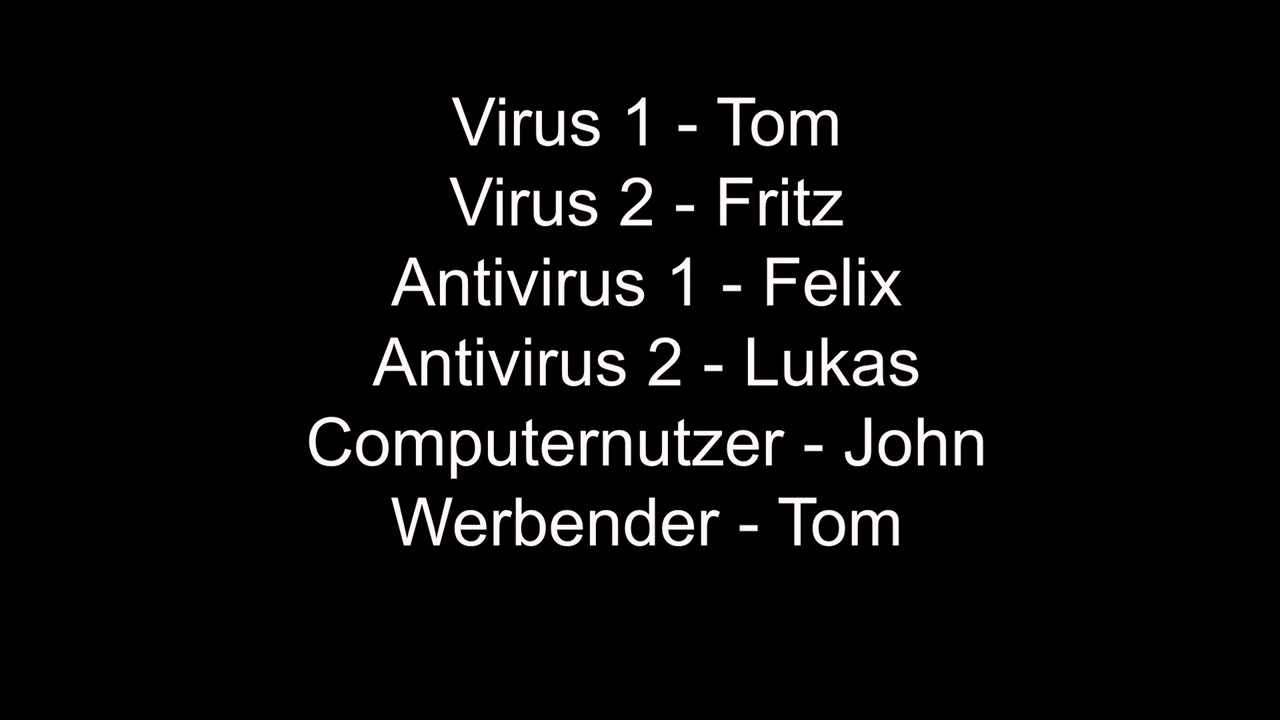 Virus 1 - Tom
Virus 2 - Fritz
Antivirus 1 - Felix
Antivirus 2 - Lukas
Computernutzer - John
Werbender - Tom